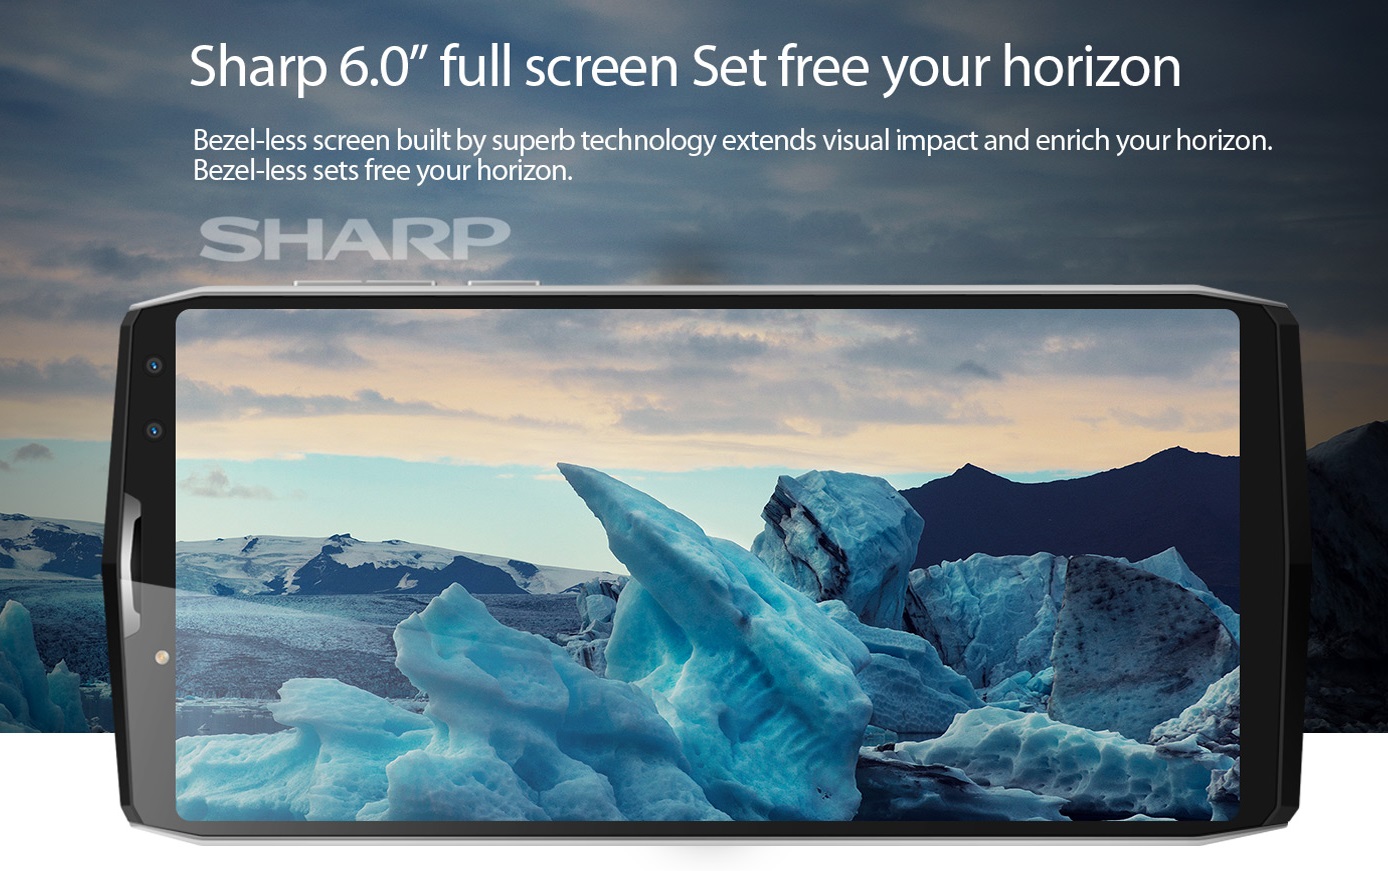 Sharp 6.0” full screen Set free your horizon
Bezel-less screen built by superb technology extends visual impact and enrich your horizon.
Bezel-less sets free your horizon.
SHARP